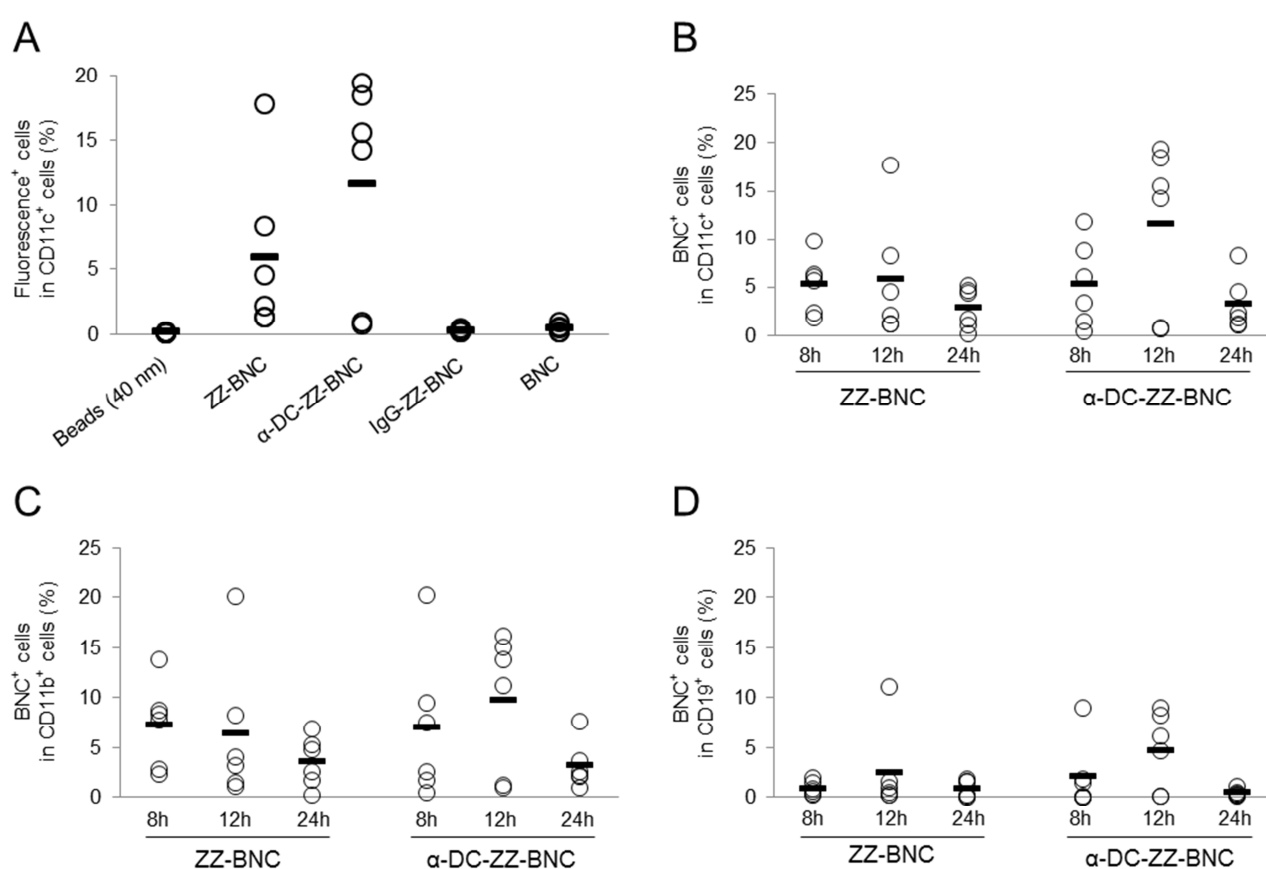 A
Fluorescence⁺ cells
in CD11c⁺ cells (%)
20
15
10
5
0
Beads (40 nm)
ZZ-BNC
α-DC-ZZ-BNC
IgG-ZZ-BNC
BNC
B
BNC⁺ cells
in CD11c⁺ cells (%)
25
20
15
10
5
0
8h 12h 24h 8h 12h 24h
ZZ-BNC α-DC-ZZ-BNC
C
BNC⁺ cells
in CD11b⁺ cells (%)
25
20
15
10
5
0
8h 12h 24h 8h 12h 24h
ZZ-BNC α-DC-ZZ-BNC
D
BNC⁺ cells
in CD19⁺ cells (%)
25
20
15
10
5
0
8h 12h 24h 8h 12h 24h
ZZ-BNC α-DC-ZZ-BNC